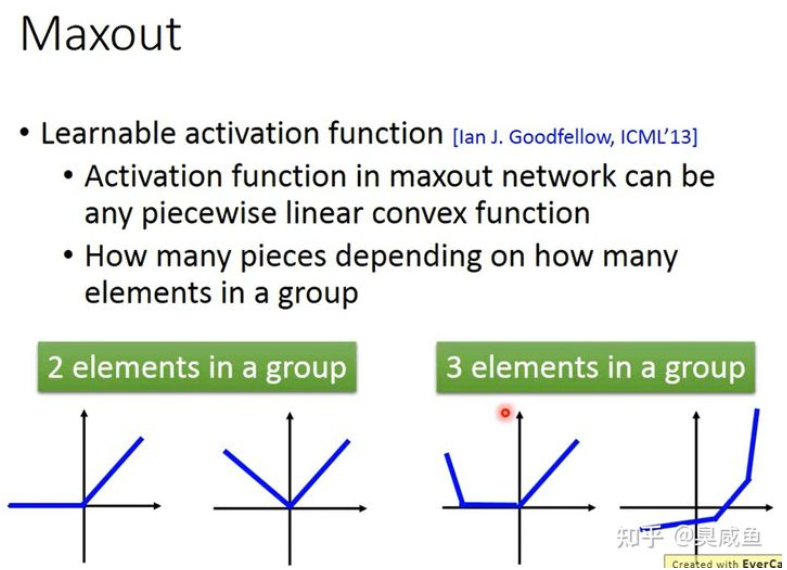 Maxout
• Learnable activation function [Ian J. Goodfellow, ICML'13]
• Activation function in maxout network can be
any piecewise linear convex function
• How many pieces depending on how many
elements in a group
2 elements in a group
3 elements in a group
知乎 @臭咸鱼
Created with EverCa